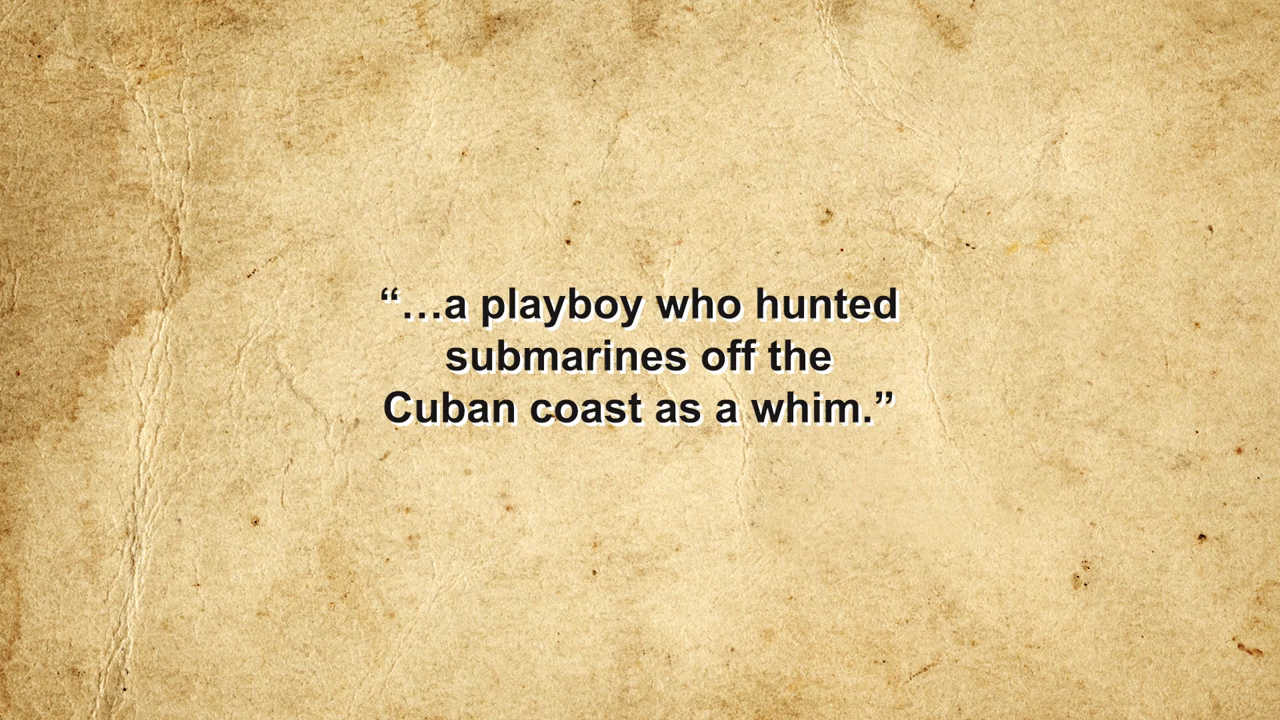 “…a playboy who hunted
submarines off the
Cuban coast as a whim.”